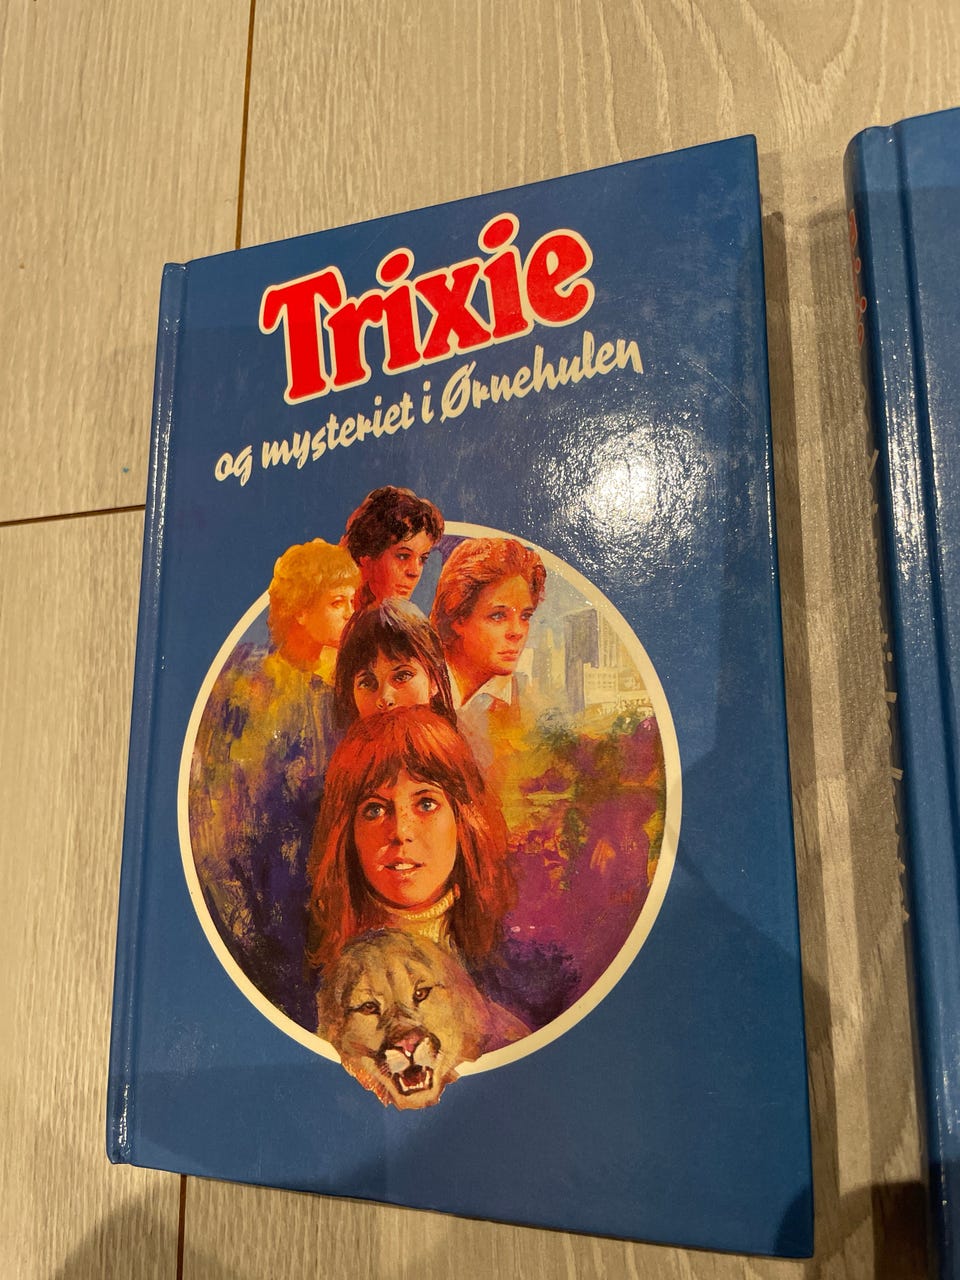 Trixie
og mysteriet i Ørnehulen